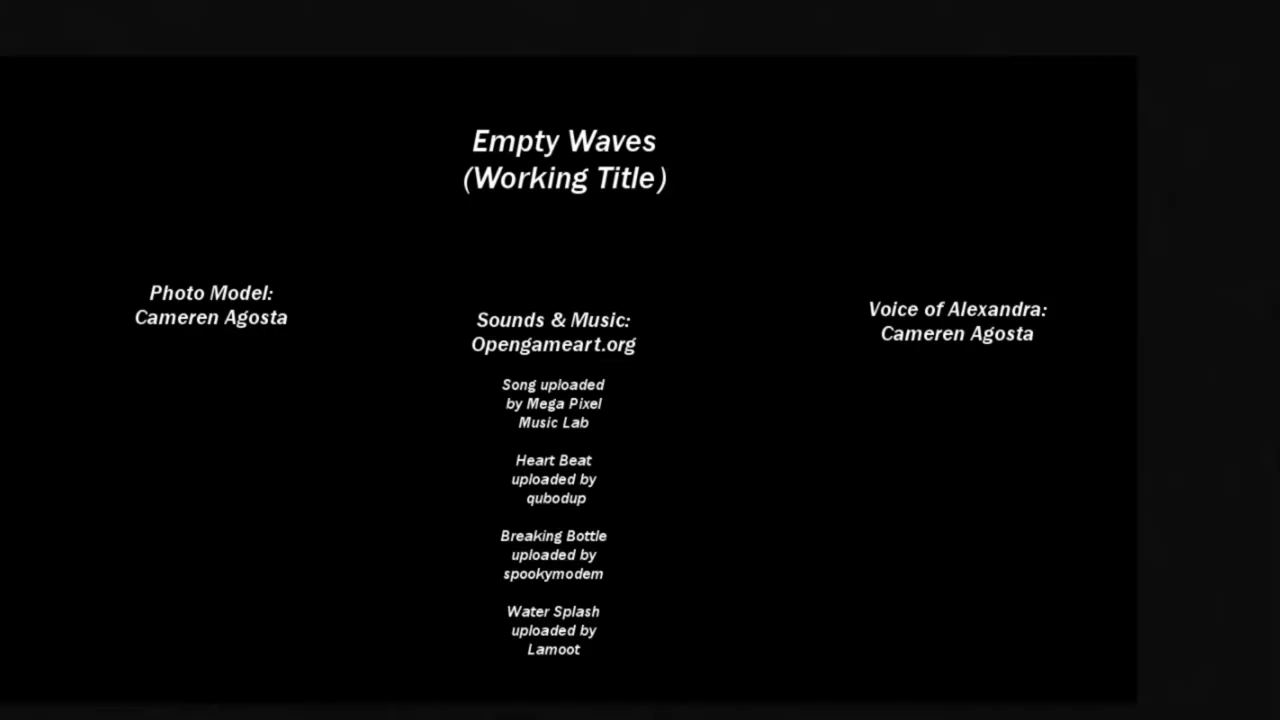 Empty Waves
(Working Title)
Photo Model:
Cameren Agosta
Sounds & Music:
Opengameart.org
Song uploaded
by Mega Pixel
Music Lab
Heart Beat
uploaded by
qubodup
Breaking Bottle
uploaded by
spookymodem
Water Splash
uploaded by
Lamoot
Voice of Alexandra:
Cameren Agosta